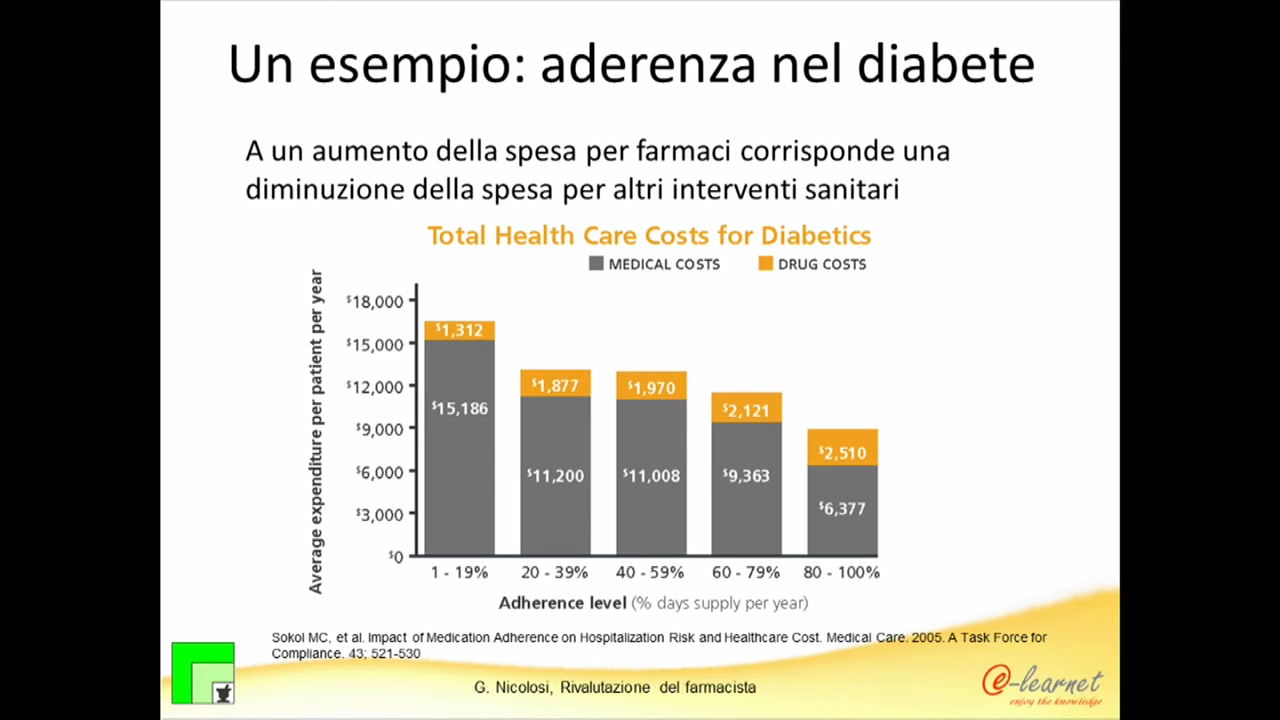 Un esempio: aderenza nel diabete
A un aumento della spesa per farmaci corrisponde una
diminuzione della spesa per altri interventi sanitari
Total Health Care Costs for Diabetics
MEDICAL COSTS DRUG COSTS
Average expenditure per patient per year
$18,000
$15,000
$12,000
$9,000
$6,000
$3,000
$0
$1,312
$15,186
$1,877
$11,200
$1,970
$11,008
$2,121
$9,363
$2,510
$6,377
1 - 19% 20 - 39% 40 - 59% 60 - 79% 80 - 100%
Adherence level (% days supply per year)
Sokol MC, et al. Impact of Medication Adherence on Hospitalization Risk and Healthcare Cost. Medical Care. 2005. A Task Force for
Compliance. 43; 521-530
G. Nicolosi, Rivalutazione del farmacista
e-learnet
enjoy the knowledge